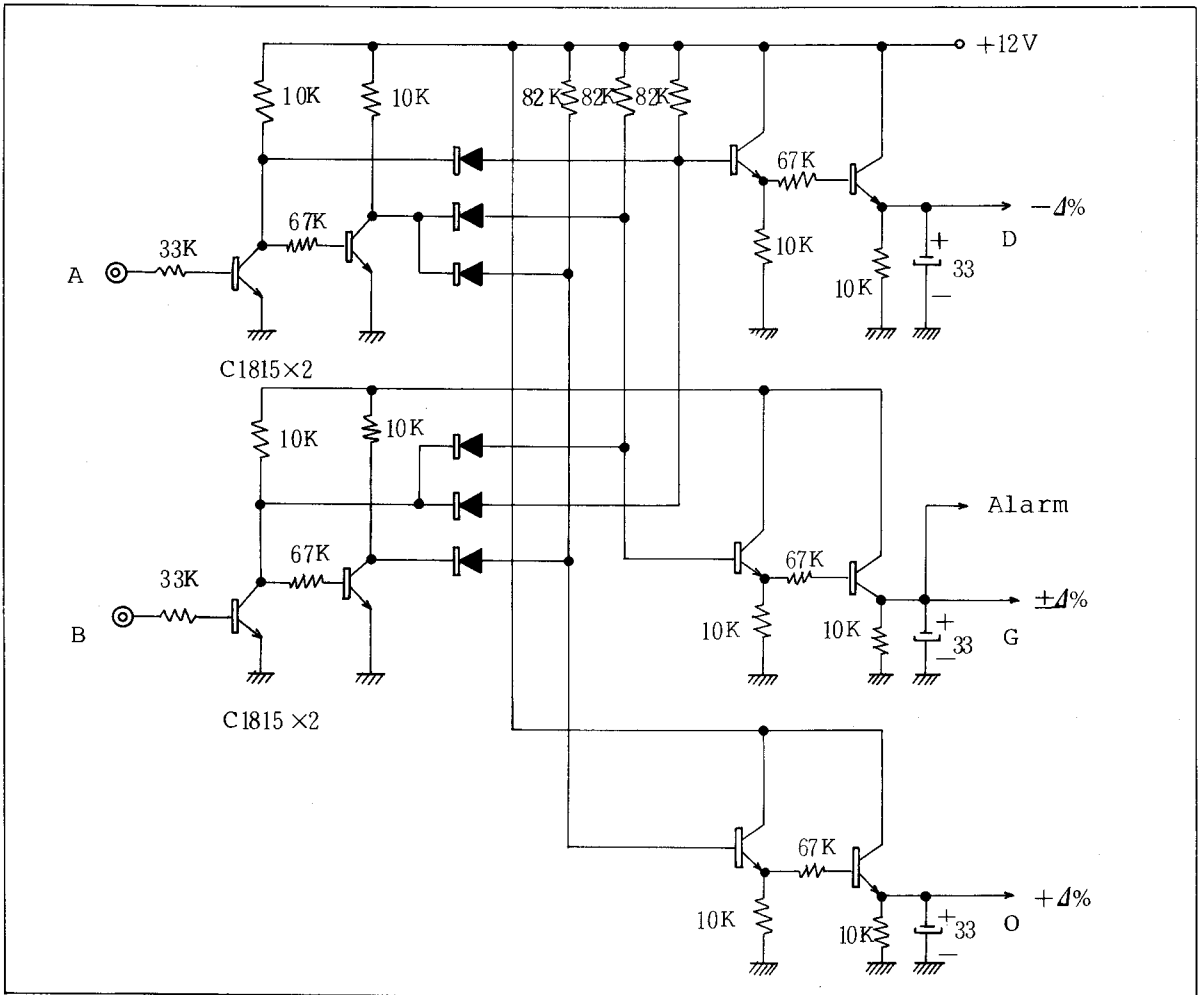 +12V
10K
10K
82K
82K
82K
67K
-Δ%
D
67K
33K
A
10K
10K
+
33
-
C1815×2
10K
10K
Alarm
67K
67K
33K
B
10K
10K
±Δ%
G
+
33
-
C1815×2
67K
+Δ%
O
10K
10K
+
33
-